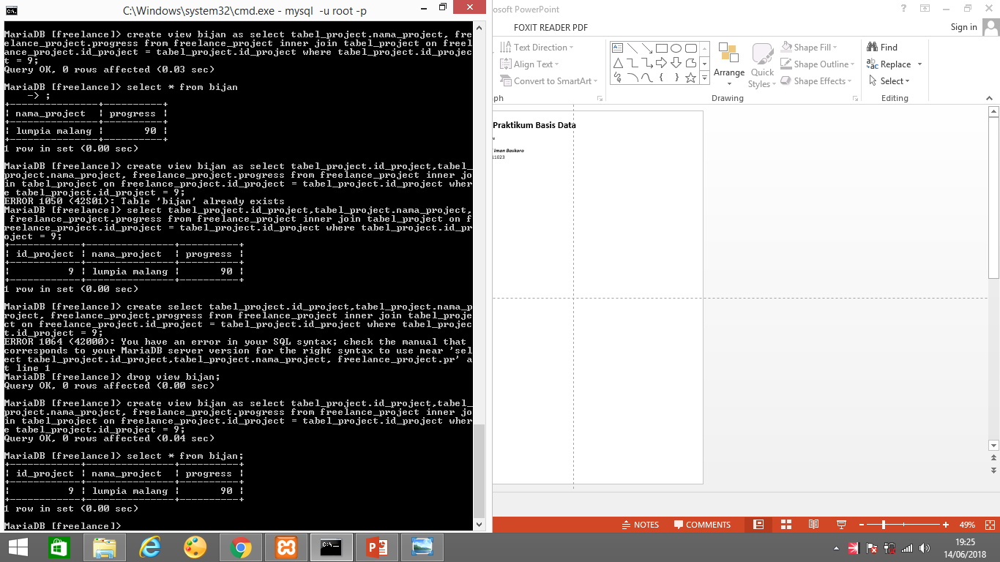 C:\Windows\system32\cmd.exe - mysql  -u root -p
MariaDB [freelance]> create view bijan as select tabel_project.nama_project, fre
elance_project.progress from freelance_project inner join tabel_project on freel
ance_project.id_project = tabel_project.id_project where tabel_project.id_projec
t = 9;
Query OK, 0 rows affected (0.03 sec)
MariaDB [freelance]> select * from bijan
    -> ;
| nama_project  | progress |
| lumpia malang |       90 |
1 row in set (0.00 sec)
MariaDB [freelance]> create view bijan as select tabel_project.id_project,tabel_
project.nama_project, freelance_project.progress from freelance_project inner jo
in tabel_project on freelance_project.id_project = tabel_project.id_project wher
e tabel_project.id_project = 9;
ERROR 1050 (42S01): Table 'bijan' already exists
MariaDB [freelance]> select tabel_project.id_project,tabel_project.nama_project,
 freelance_project.progress from freelance_project inner join tabel_project on f
reelance_project.id_project = tabel_project.id_project where tabel_project.id_pr
oject = 9;
| id_project | nama_project  | progress |
|          9 | lumpia malang |       90 |
1 row in set (0.00 sec)
MariaDB [freelance]> create select tabel_project.id_project,tabel_project.nama_p
roject, freelance_project.progress from freelance_project inner join tabel_proje
ct on freelance_project.id_project = tabel_project.id_project where tabel_projec
t.id_project = 9;
ERROR 1064 (42000): You have an error in your SQL syntax; check the manual that
corresponds to your MariaDB server version for the right syntax to use near 'sel
ect tabel_project.id_project,tabel_project.nama_project, freelance_project.pr' a
t line 1
MariaDB [freelance]> drop view bijan;
Query OK, 0 rows affected (0.00 sec)
MariaDB [freelance]> create view bijan as select tabel_project.id_project,tabel_
project.nama_project, freelance_project.progress from freelance_project inner jo
in tabel_project on freelance_project.id_project = tabel_project.id_project wher
e tabel_project.id_project = 9;
Query OK, 0 rows affected (0.04 sec)
MariaDB [freelance]> select * from bijan;
| id_project | nama_project  | progress |
|          9 | lumpia malang |       90 |
1 row in set (0.00 sec)
MariaDB [freelance]>
osoft PowerPoint
FOXIT READER PDF
Sign in
Text Direction
Align Text
Convert to SmartArt
ph
Arrange
Quick
Styles
Shape Fill
Shape Outline
Shape Effects
Drawing
Find
Replace
Select
Editing
Praktikum Basis Data
Iman Baskoro
11023
NOTES
COMMENTS
49%
19:25
14/06/2018